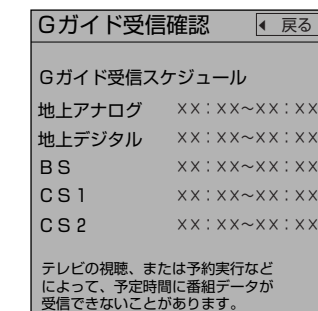 Gガイド受信確認 ◀ 戻る
Gガイド受信スケジュール
地上アナログ XX：XX～XX：XX
地上デジタル XX：XX～XX：XX
BS XX：XX～XX：XX
CS1 XX：XX～XX：XX
CS2 XX：XX～XX：XX
テレビの視聴、または予約実行など
によって、予定時間に番組データが
受信できないことがあります。